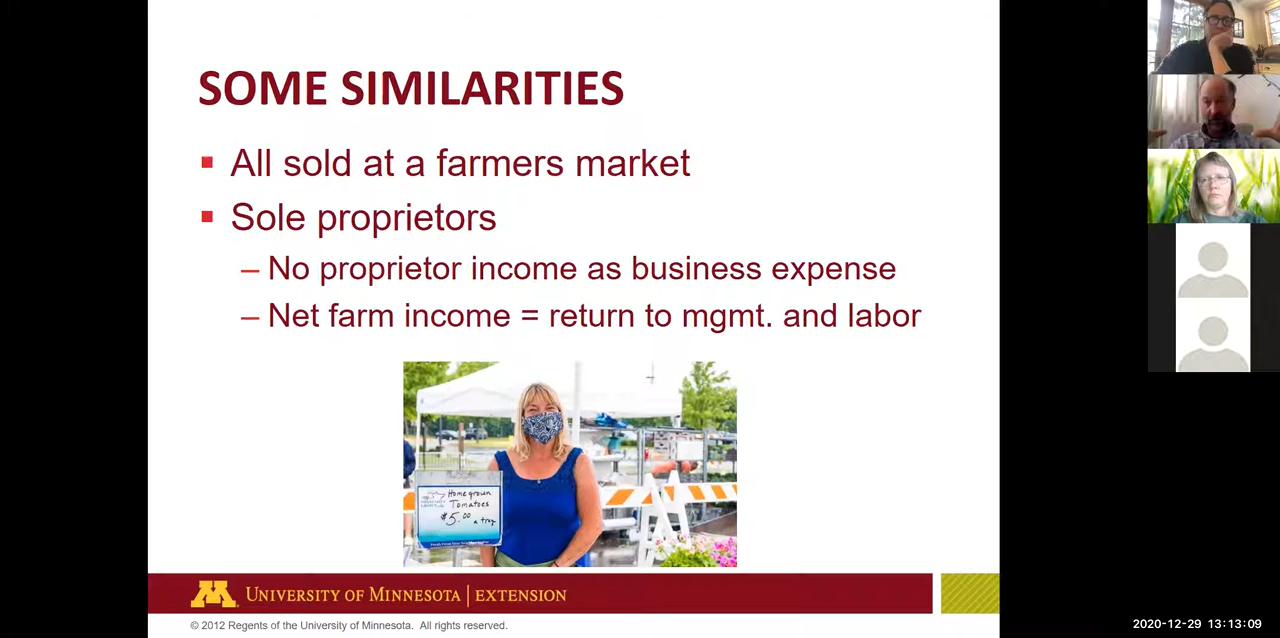 SOME SIMILARITIES
▪ All sold at a farmers market
▪ Sole proprietors
– No proprietor income as business expense
– Net farm income = return to mgmt. and labor
Homegrown
Tomatoes
$5.00
a tray
M UNIVERSITY OF MINNESOTA | EXTENSION
© 2012 Regents of the University of Minnesota. All rights reserved.
2020-12-29 13:13:09